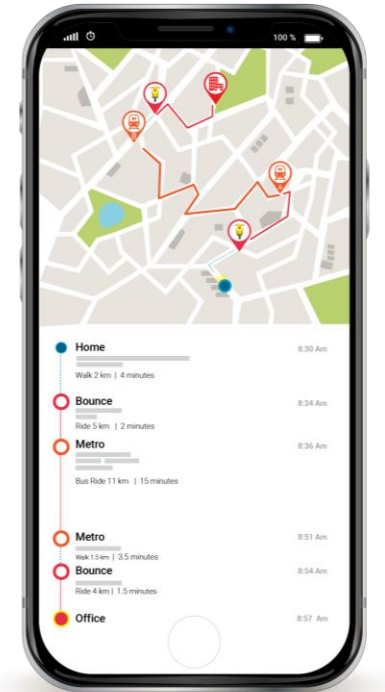 100 %
Home 8:30 Am
Walk 2 km | 4 minutes
Bounce 8:34 Am
Ride 5 km | 2 minutes
Metro 8:36 Am
Bus Ride 11 km | 15 minutes
Metro 8:51 Am
Walk 1.5 km | 3.5 minutes
Bounce 8:54 Am
Ride 4 km | 1.5 minutes
Office 8:57 Am